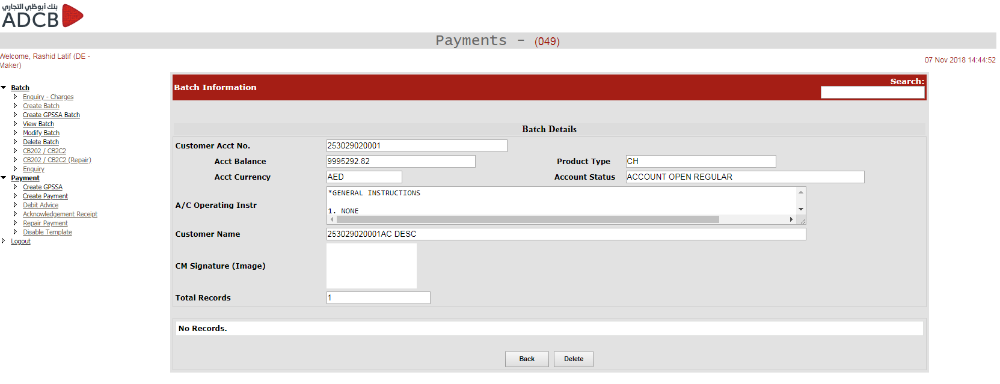 بنك أبوظبي التجاري
ADCB
Payments - (049)
Welcome, Rashid Latif (DE -
Maker)
07 Nov 2018 14:44:52
Batch
Enquiry - Charges
Create Batch
Create GPSSA Batch
View Batch
Modify Batch
Delete Batch
CB202 / CB2C2
CB202 / CB2C2 (Repair)
Enquiry
Payment
Create GPSSA
Create Payment
Debit Advice
Acknowledgement Receipt
Repair Payment
Disable Template
Logout
Search:
Batch Information
Batch Details
Customer Acct No. 253029020001
Acct Balance 9995292.82 Product Type CH
Acct Currency AED Account Status ACCOUNT OPEN REGULAR
A/C Operating Instr
*GENERAL INSTRUCTIONS
1. NONE
Customer Name 253029020001AC DESC
CM Signature (Image)
Total Records 1
No Records.
Back Delete